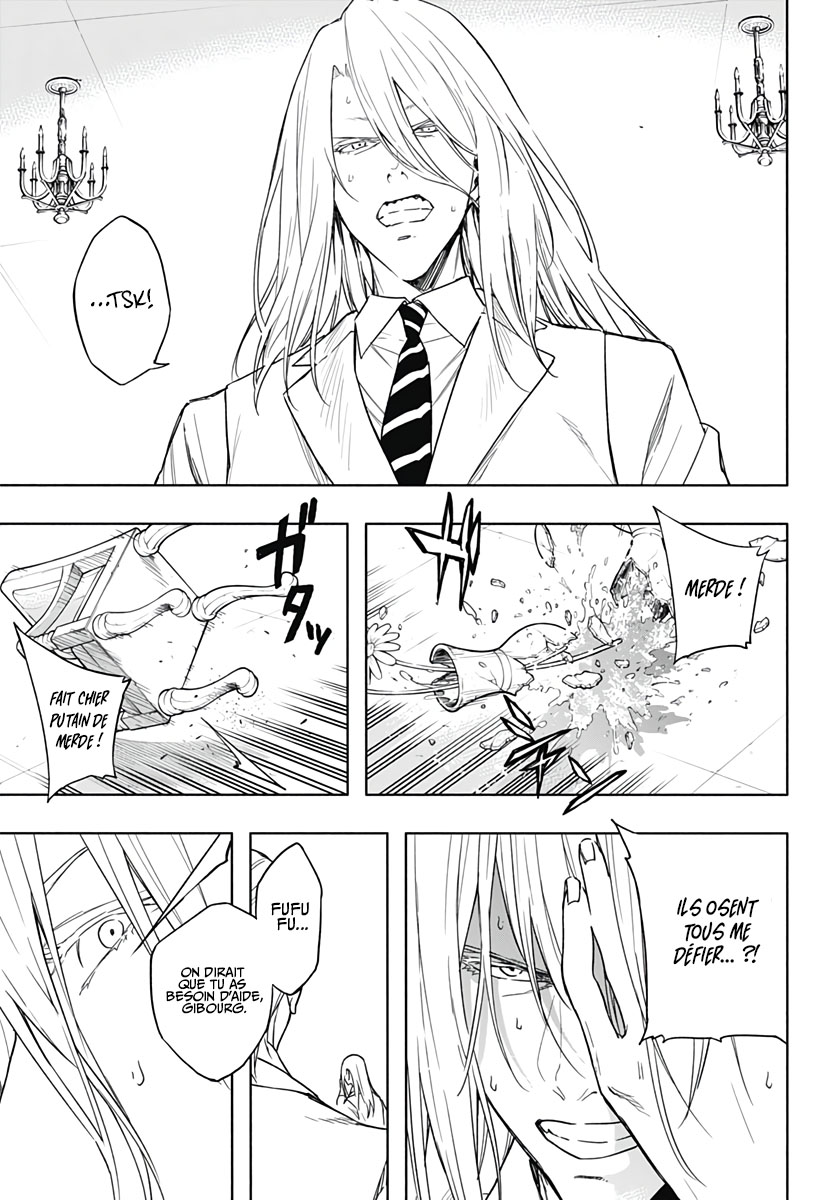 ...TSK!
MERDE !
ガタッ
FAIT CHIER
PUTAIN DE
MERDE !
ILS OSENT
TOUS ME
DÉFIER... ?!
FUFU
FU...
ON DIRAIT
QUE TU AS
BESOIN D'AIDE,
GIBOURG.